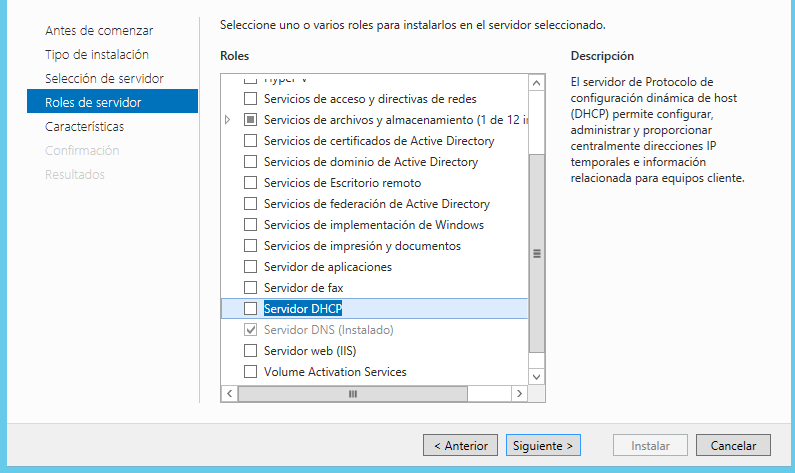 Antes de comenzar
Tipo de instalación
Selección de servidor
Roles de servidor
Características
Confirmación
Resultados
Seleccione uno o varios roles para instalarlos en el servidor seleccionado.
Roles
Hyper-V
Servicios de acceso y directivas de redes
Servicios de archivos y almacenamiento (1 de 12 in
Servicios de certificados de Active Directory
Servicios de dominio de Active Directory
Servicios de Escritorio remoto
Servicios de federación de Active Directory
Servicios de implementación de Windows
Servicios de impresión y documentos
Servidor de aplicaciones
Servidor de fax
Servidor DHCP
Servidor DNS (Instalado)
Servidor web (IIS)
Volume Activation Services
Descripción
El servidor de Protocolo de
configuración dinámica de host
(DHCP) permite configurar,
administrar y proporcionar
centralmente direcciones IP
temporales e información
relacionada para equipos cliente.
< Anterior
Siguiente >
Instalar
Cancelar